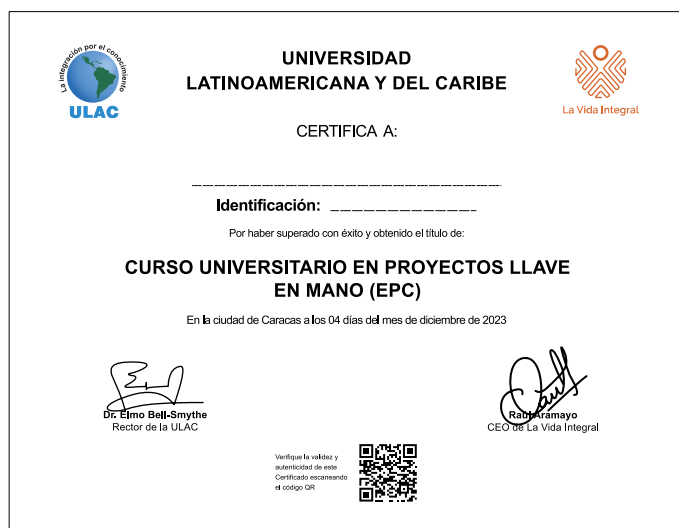 La integración por el conocimiento
ULAC
UNIVERSIDAD
LATINOAMERICANA Y DEL CARIBE
La Vida Integral
CERTIFICA A:
Identificación:
Por haber superado con éxito y obtenido el título de:
CURSO UNIVERSITARIO EN PROYECTOS LLAVE
EN MANO (EPC)
En la ciudad de Caracas a los 04 días del mes de diciembre de 2023
Dr. Elmo Bell-Smythe
Rector de la ULAC
Raúl Aramayo
CEO de La Vida Integral
Verifique la validez y
autenticidad de este
Certificado escaneando
el código QR